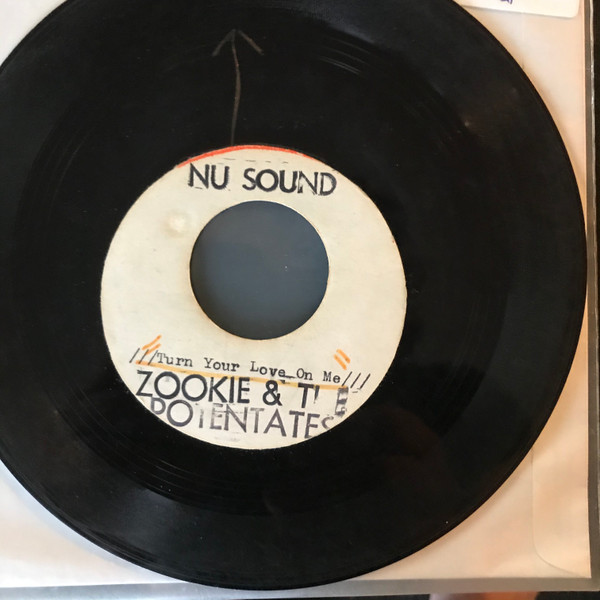 NU SOUND
///Turn Your Love On Me///
ZOOKIE & THE
POTENTATES